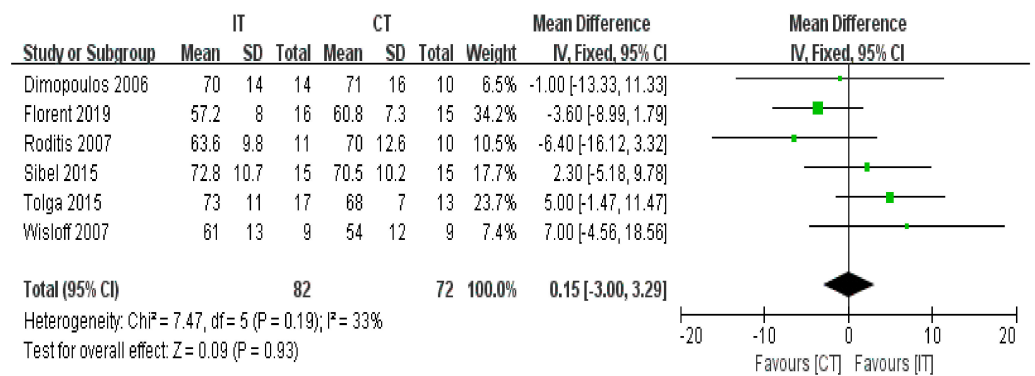 IT CT Mean Difference Mean Difference
Study or Subgroup Mean SD Total Mean SD Total Weight IV, Fixed, 95% CI IV, Fixed, 95% CI
Dimopoulos 2006 70 14 14 71 16 10 6.5% -1.00 [-13.33, 11.33]
Florent 2019 57.2 8 16 60.8 7.3 15 34.2% -3.60 [-8.99, 1.79]
Roditis 2007 63.6 9.8 11 70 12.6 10 10.5% -6.40 [-16.12, 3.32]
Sibel 2015 72.8 10.7 15 70.5 10.2 15 17.7% 2.30 [-5.18, 9.78]
Tolga 2015 73 11 17 68 7 13 23.7% 5.00 [-1.47, 11.47]
Wisloff 2007 61 13 9 54 12 9 7.4% 7.00 [-4.56, 18.56]
Total (95% CI) 82 72 100.0% 0.15 [-3.00, 3.29]
Heterogeneity: Chi² = 7.47, df = 5 (P = 0.19); I² = 33%
Test for overall effect: Z = 0.09 (P = 0.93)
-20 -10 0 10 20
Favours [CT] Favours [IT]